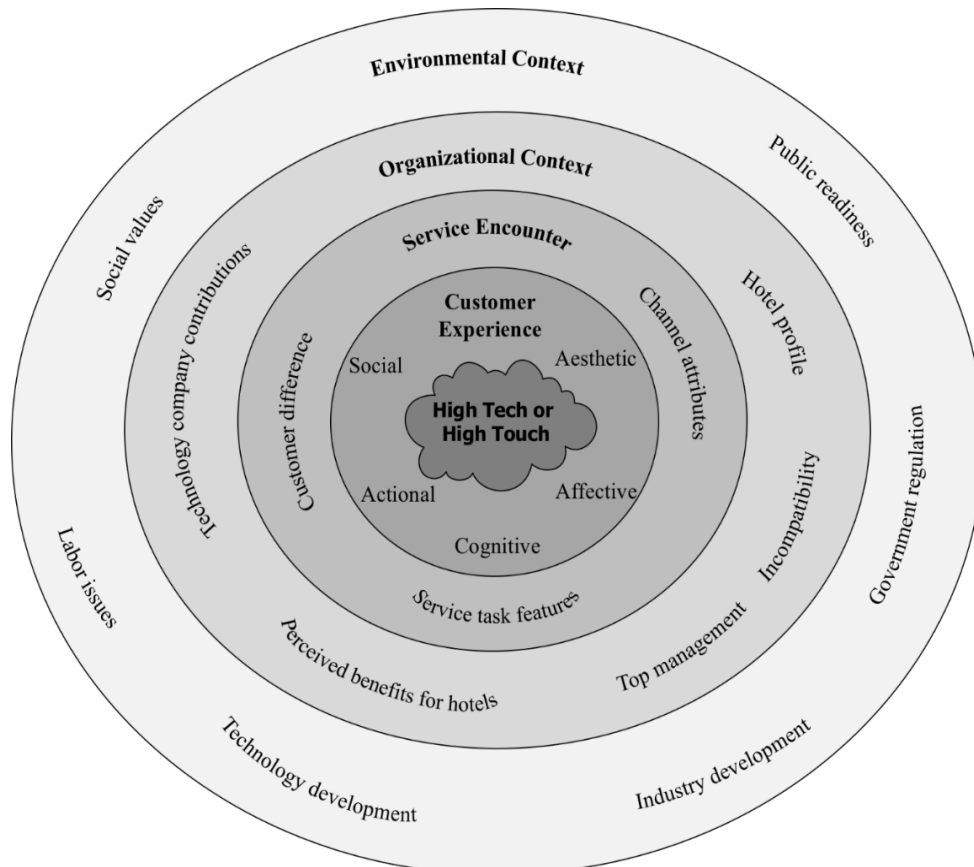 Environmental Context
Public readiness
Social values
Government regulation
Labor issues
Technology development
Industry development
Organizational Context
Technology company contributions
Hotel profile
Incompatibility
Top management
Perceived benefits for hotels
Service Encounter
Customer difference
Channel attributes
Service task features
Customer
Experience
Social
Aesthetic
High Tech or
High Touch
Actional
Affective
Cognitive